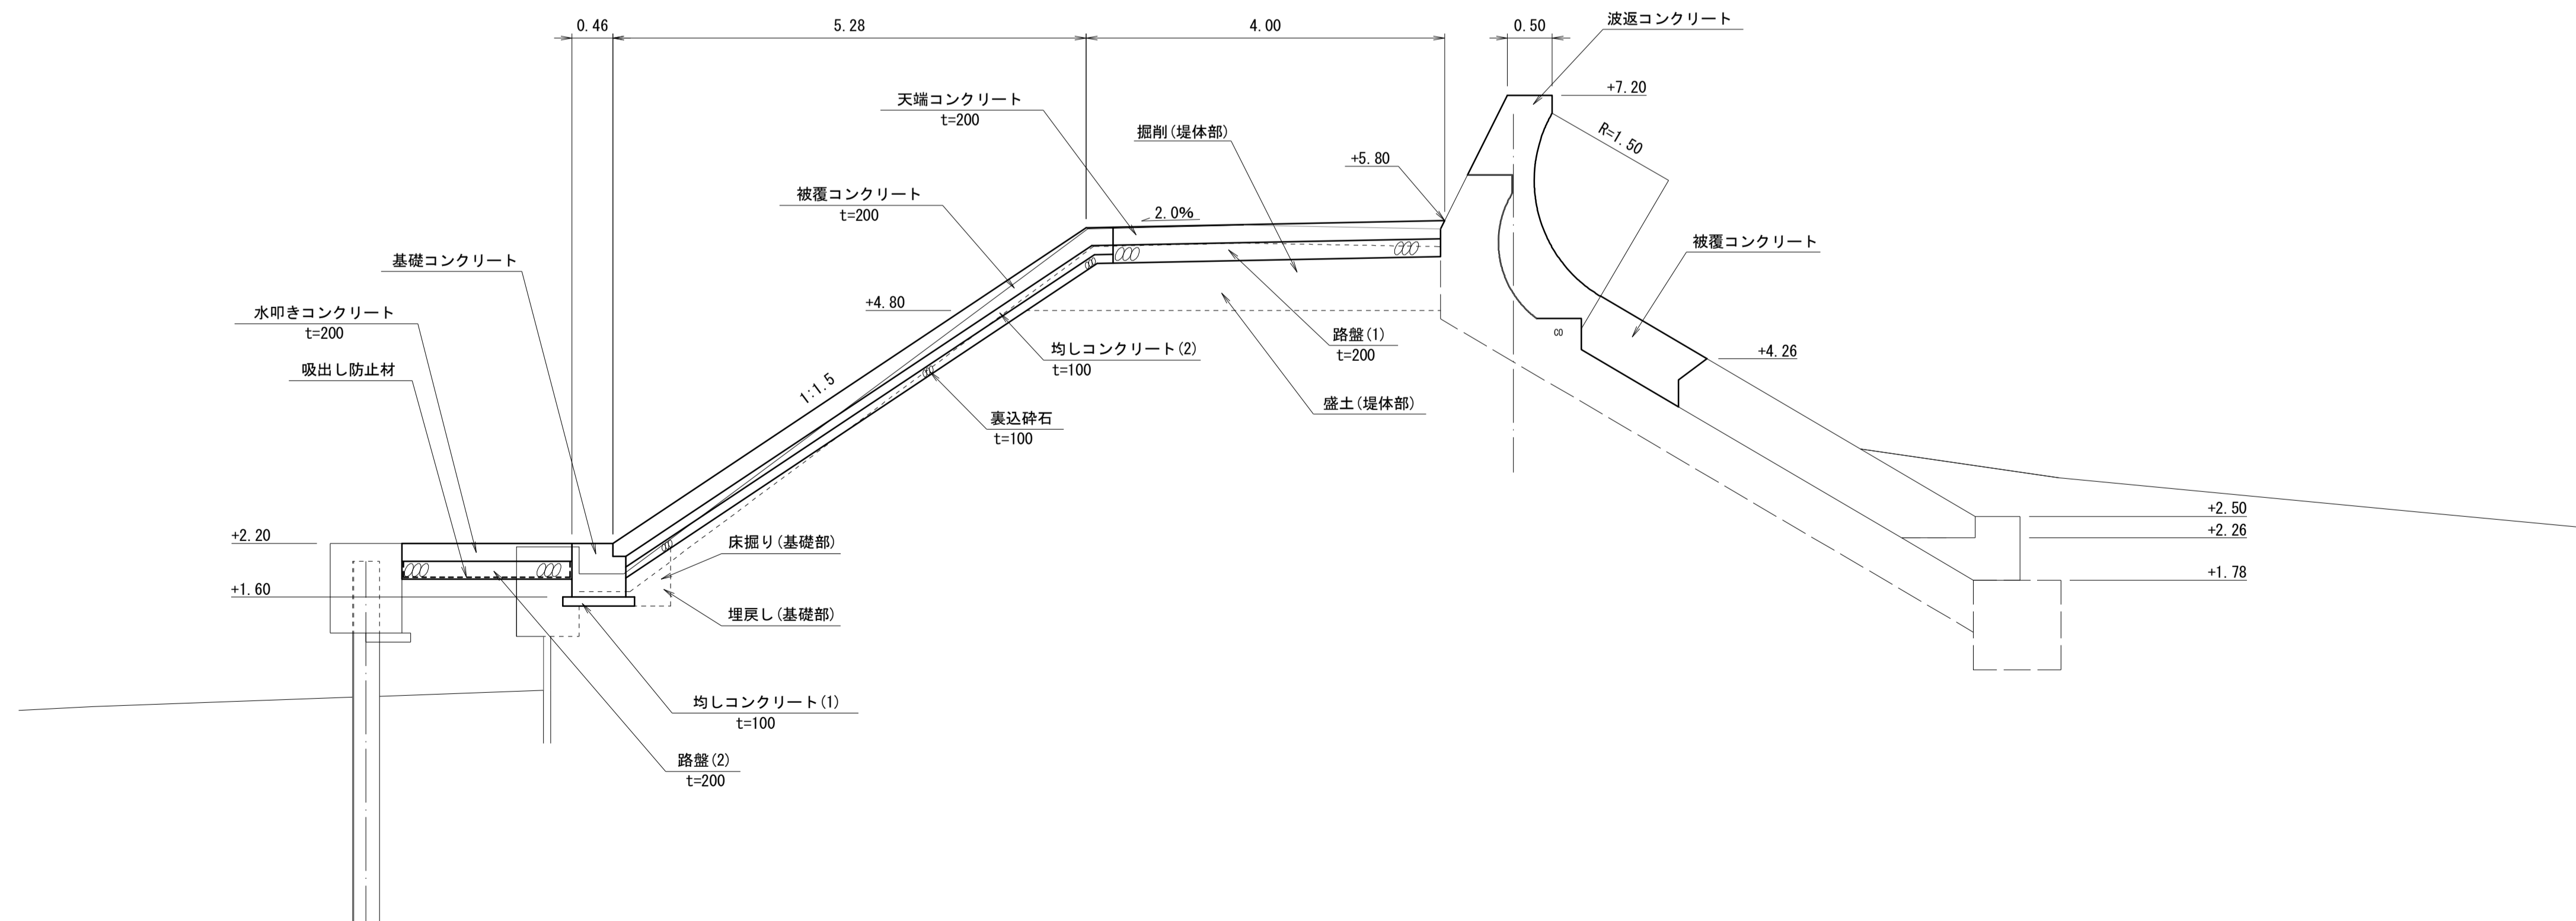 0.46
5.28
4.00
0.50
波返コンクリート
+7.20
天端コンクリート
t=200
掘削(堤体部)
R=1.50
+5.80
被覆コンクリート
t=200
2.0%
被覆コンクリート
基礎コンクリート
+4.80
水叩きコンクリート
t=200
路盤(1)
t=200
CO
均しコンクリート(2)
t=100
+4.26
吸出し防止材
1:1.5
盛土(堤体部)
裏込砕石
t=100
+2.50
+2.20
+2.26
床掘り(基礎部)
+1.78
+1.60
埋戻し(基礎部)
均しコンクリート(1)
t=100
路盤(2)
t=200